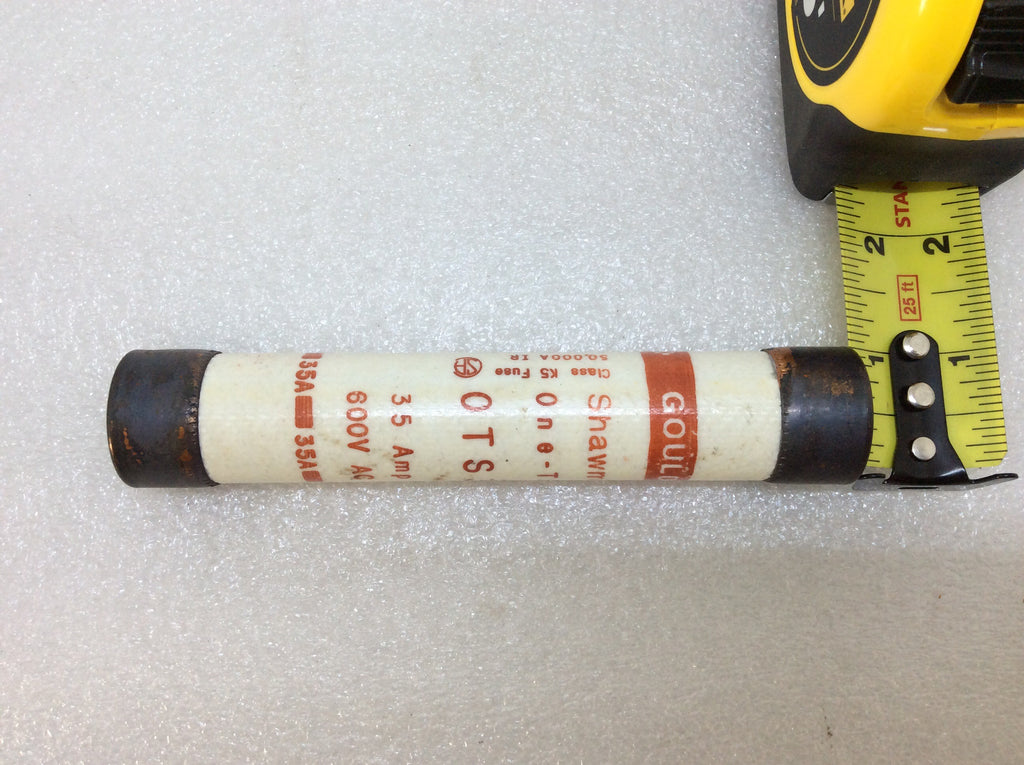 GOUL
Shawm
One-T
Class K5 Fuse
50,000A IR
OTS
35 Amp
600V AC
35A 35A
STAN
2 2
25 ft
1 1